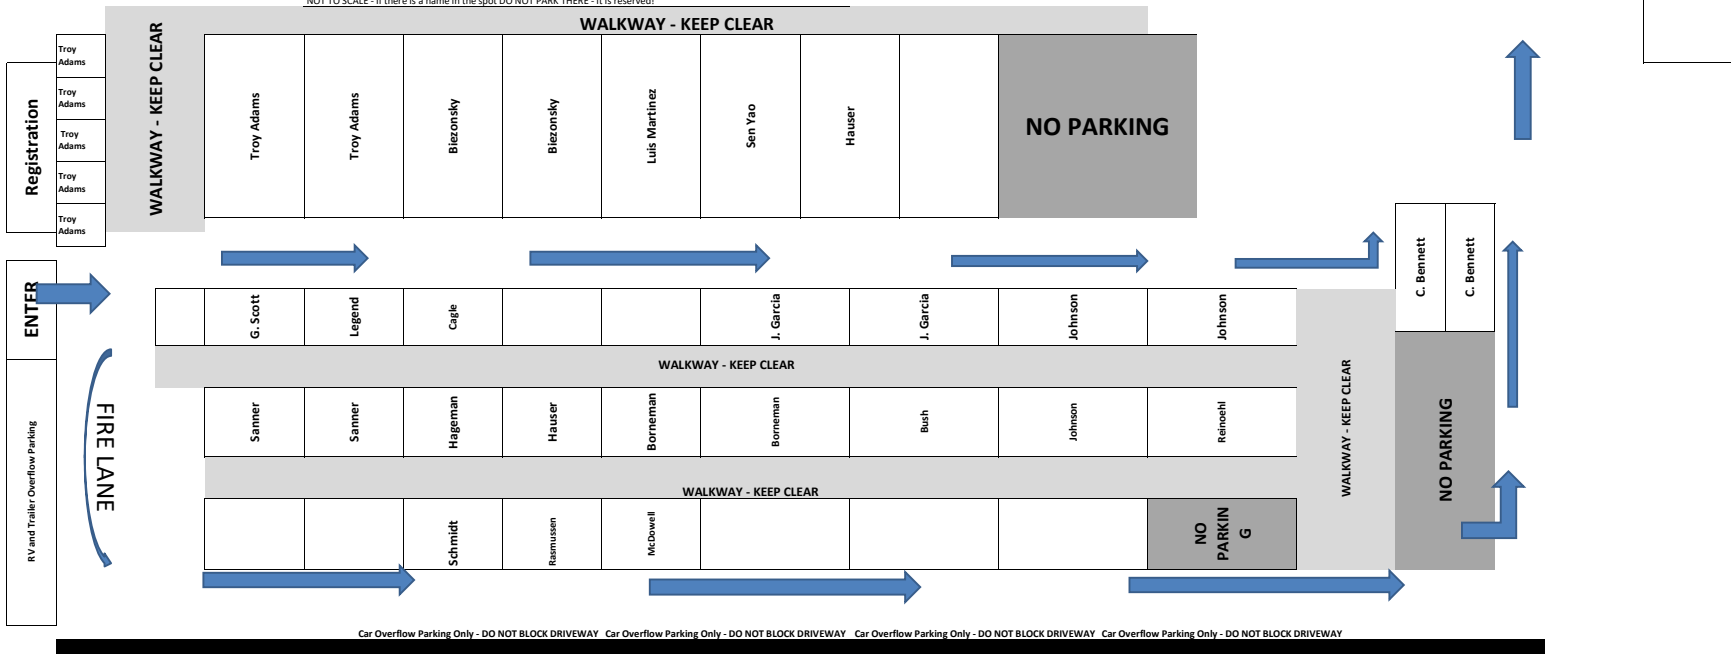 NOT TO SCALE - If there is a name in the spot DO NOT PARK THERE - it is reserved!
WALKWAY - KEEP CLEAR
Troy
Adams
Troy
Adams
Troy
Adams
Troy
Adams
Troy
Adams
Registration
WALKWAY - KEEP CLEAR
Troy Adams
Troy Adams
Biezonsky
Biezonsky
Luis Martinez
Sen Yao
Hauser
NO PARKING
C. Bennett
C. Bennett
ENTER
G. Scott
Legend
Cagle
J. Garcia
J. Garcia
Johnson
Johnson
WALKWAY - KEEP CLEAR
WALKWAY - KEEP CLEAR
NO PARKING
RV and Trailer Overflow Parking
FIRE LANE
Sanner
Sanner
Hageman
Hauser
Borneman
Borneman
Bush
Johnson
Reinoehl
WALKWAY - KEEP CLEAR
Schmidt
Rasmussen
McDowell
NO
PARKIN
G
Car Overflow Parking Only - DO NOT BLOCK DRIVEWAY Car Overflow Parking Only - DO NOT BLOCK DRIVEWAY Car Overflow Parking Only - DO NOT BLOCK DRIVEWAY Car Overflow Parking Only - DO NOT BLOCK DRIVEWAY